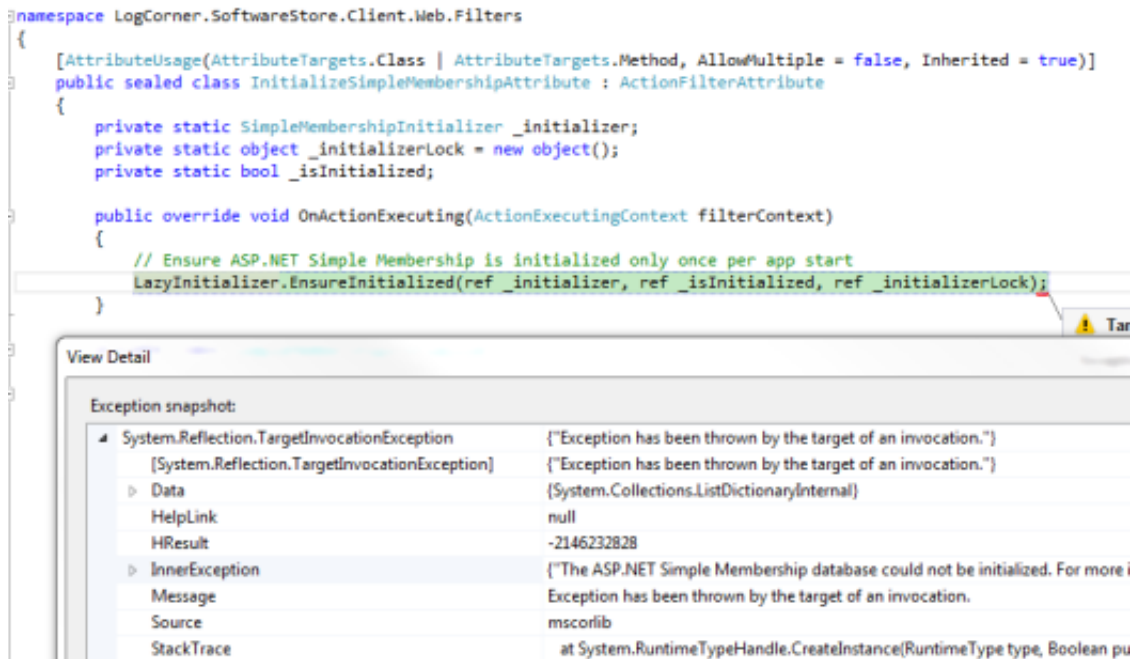 namespace LogCorner.SoftwareStore.Client.Web.Filters
{
[AttributeUsage(AttributeTargets.Class | AttributeTargets.Method, AllowMultiple = false, Inherited = true)]
public sealed class InitializeSimpleMembershipAttribute : ActionFilterAttribute
{
private static SimpleMembershipInitializer _initializer;
private static object _initializerLock = new object();
private static bool _isInitialized;
public override void OnActionExecuting(ActionExecutingContext filterContext)
{
// Ensure ASP.NET Simple Membership is initialized only once per app start
LazyInitializer.EnsureInitialized(ref _initializer, ref _isInitialized, ref _initializerLock);
}
Tar
View Detail
Exception snapshot:
System.Reflection.TargetInvocationException {"Exception has been thrown by the target of an invocation."}
[System.Reflection.TargetInvocationException] {"Exception has been thrown by the target of an invocation."}
Data {System.Collections.ListDictionaryInternal}
HelpLink null
HResult -2146232828
InnerException {"The ASP.NET Simple Membership database could not be initialized. For more i
Message Exception has been thrown by the target of an invocation.
Source mscorlib
StackTrace at System.RuntimeTypeHandle.CreateInstance(RuntimeType type, Boolean pu